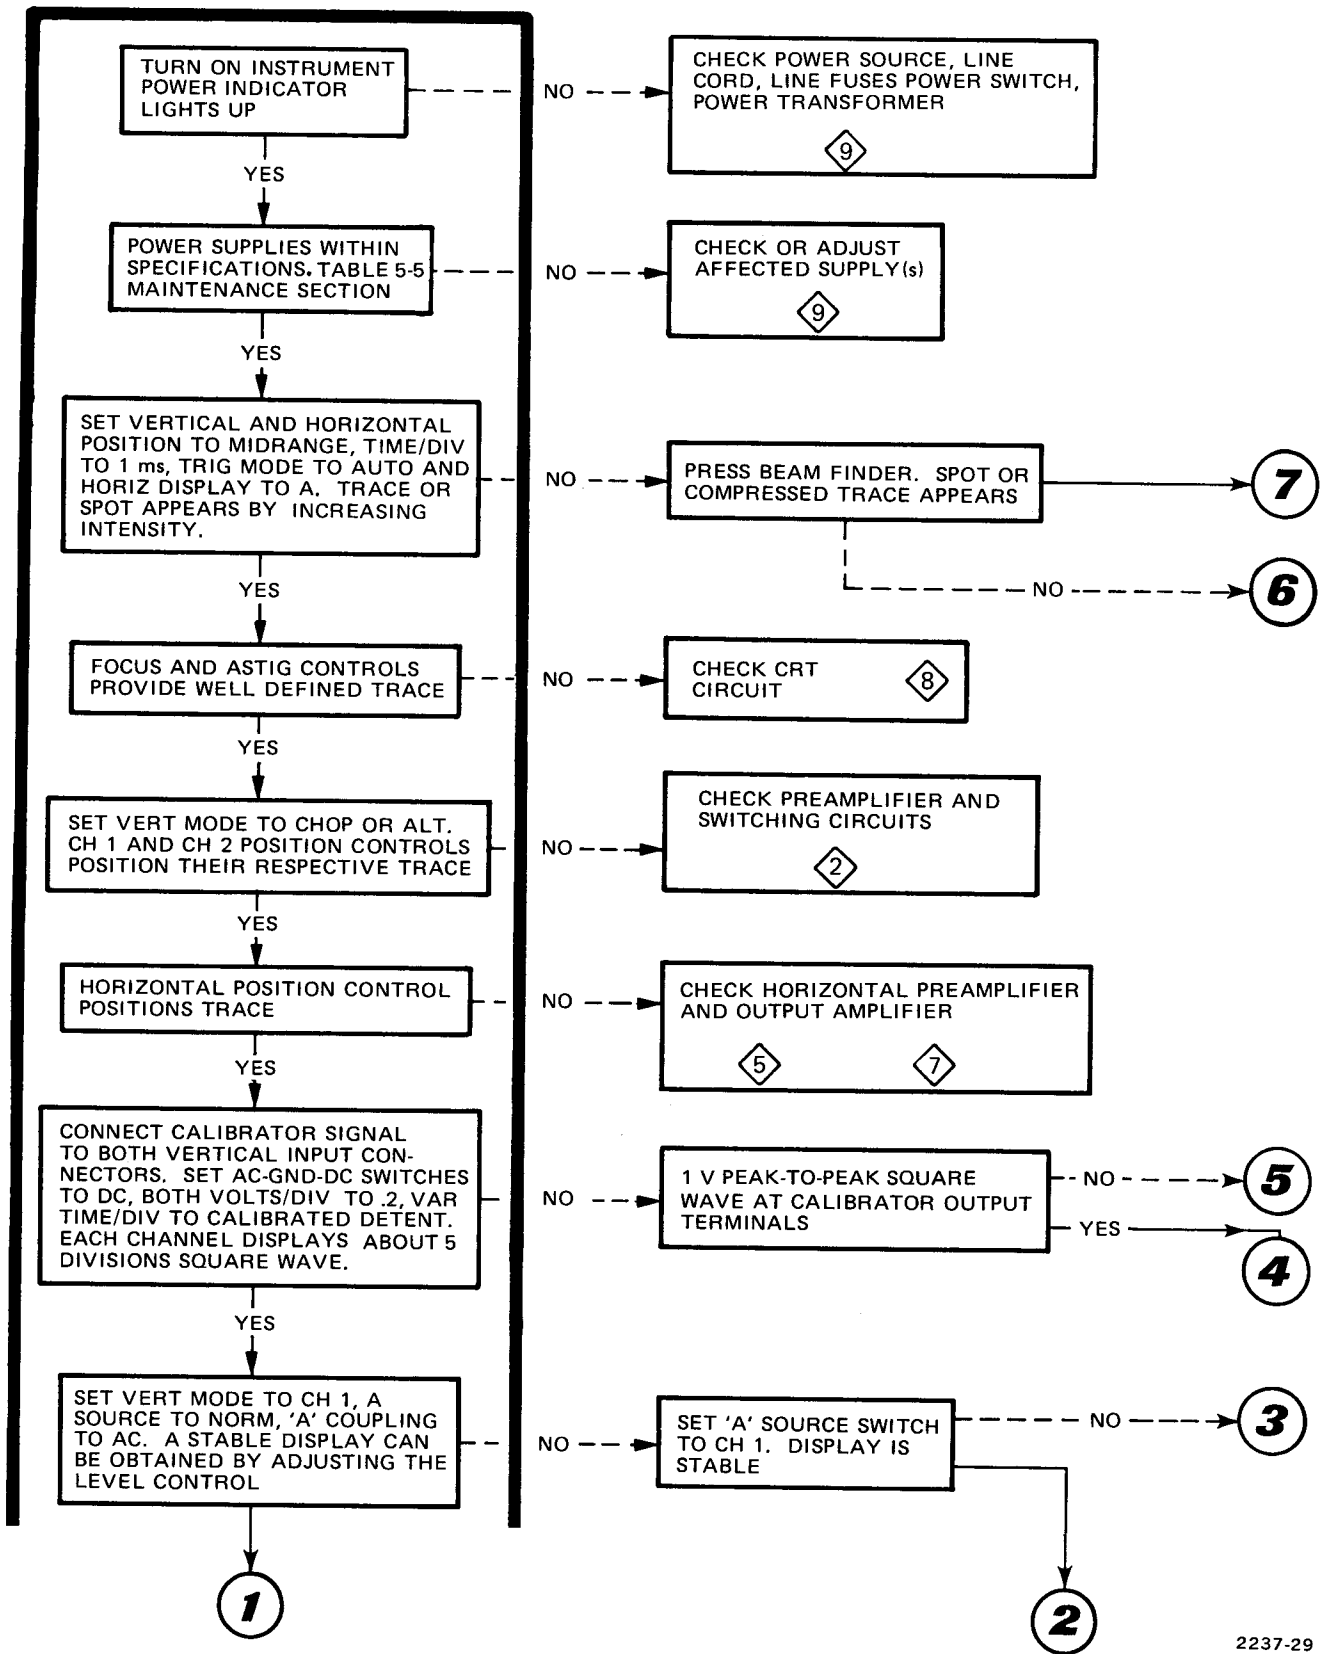 TURN ON INSTRUMENT
POWER INDICATOR
LIGHTS UP
NO
CHECK POWER SOURCE, LINE
CORD, LINE FUSES POWER SWITCH,
POWER TRANSFORMER
9
YES
POWER SUPPLIES WITHIN
SPECIFICATIONS. TABLE 5-5
MAINTENANCE SECTION
NO
CHECK OR ADJUST
AFFECTED SUPPLY(s)
9
YES
SET VERTICAL AND HORIZONTAL
POSITION TO MIDRANGE, TIME/DIV
TO 1 ms, TRIG MODE TO AUTO AND
HORIZ DISPLAY TO A. TRACE OR
SPOT APPEARS BY INCREASING
INTENSITY.
NO
PRESS BEAM FINDER. SPOT OR
COMPRESSED TRACE APPEARS
7
NO
6
YES
FOCUS AND ASTIG CONTROLS
PROVIDE WELL DEFINED TRACE
NO
CHECK CRT
CIRCUIT
8
YES
SET VERT MODE TO CHOP OR ALT.
CH 1 AND CH 2 POSITION CONTROLS
POSITION THEIR RESPECTIVE TRACE
NO
CHECK PREAMPLIFIER AND
SWITCHING CIRCUITS
2
YES
HORIZONTAL POSITION CONTROL
POSITIONS TRACE
NO
CHECK HORIZONTAL PREAMPLIFIER
AND OUTPUT AMPLIFIER
5 7
YES
CONNECT CALIBRATOR SIGNAL
TO BOTH VERTICAL INPUT CON-
NECTORS. SET AC-GND-DC SWITCHES
TO DC, BOTH VOLTS/DIV TO .2, VAR
TIME/DIV TO CALIBRATED DETENT.
EACH CHANNEL DISPLAYS ABOUT 5
DIVISIONS SQUARE WAVE.
NO
1 V PEAK-TO-PEAK SQUARE
WAVE AT CALIBRATOR OUTPUT
TERMINALS
NO
5
YES
4
YES
SET VERT MODE TO CH 1, A
SOURCE TO NORM, 'A' COUPLING
TO AC. A STABLE DISPLAY CAN
BE OBTAINED BY ADJUSTING THE
LEVEL CONTROL
NO
SET 'A' SOURCE SWITCH
TO CH 1. DISPLAY IS
STABLE
NO
3
1
2
2237-29